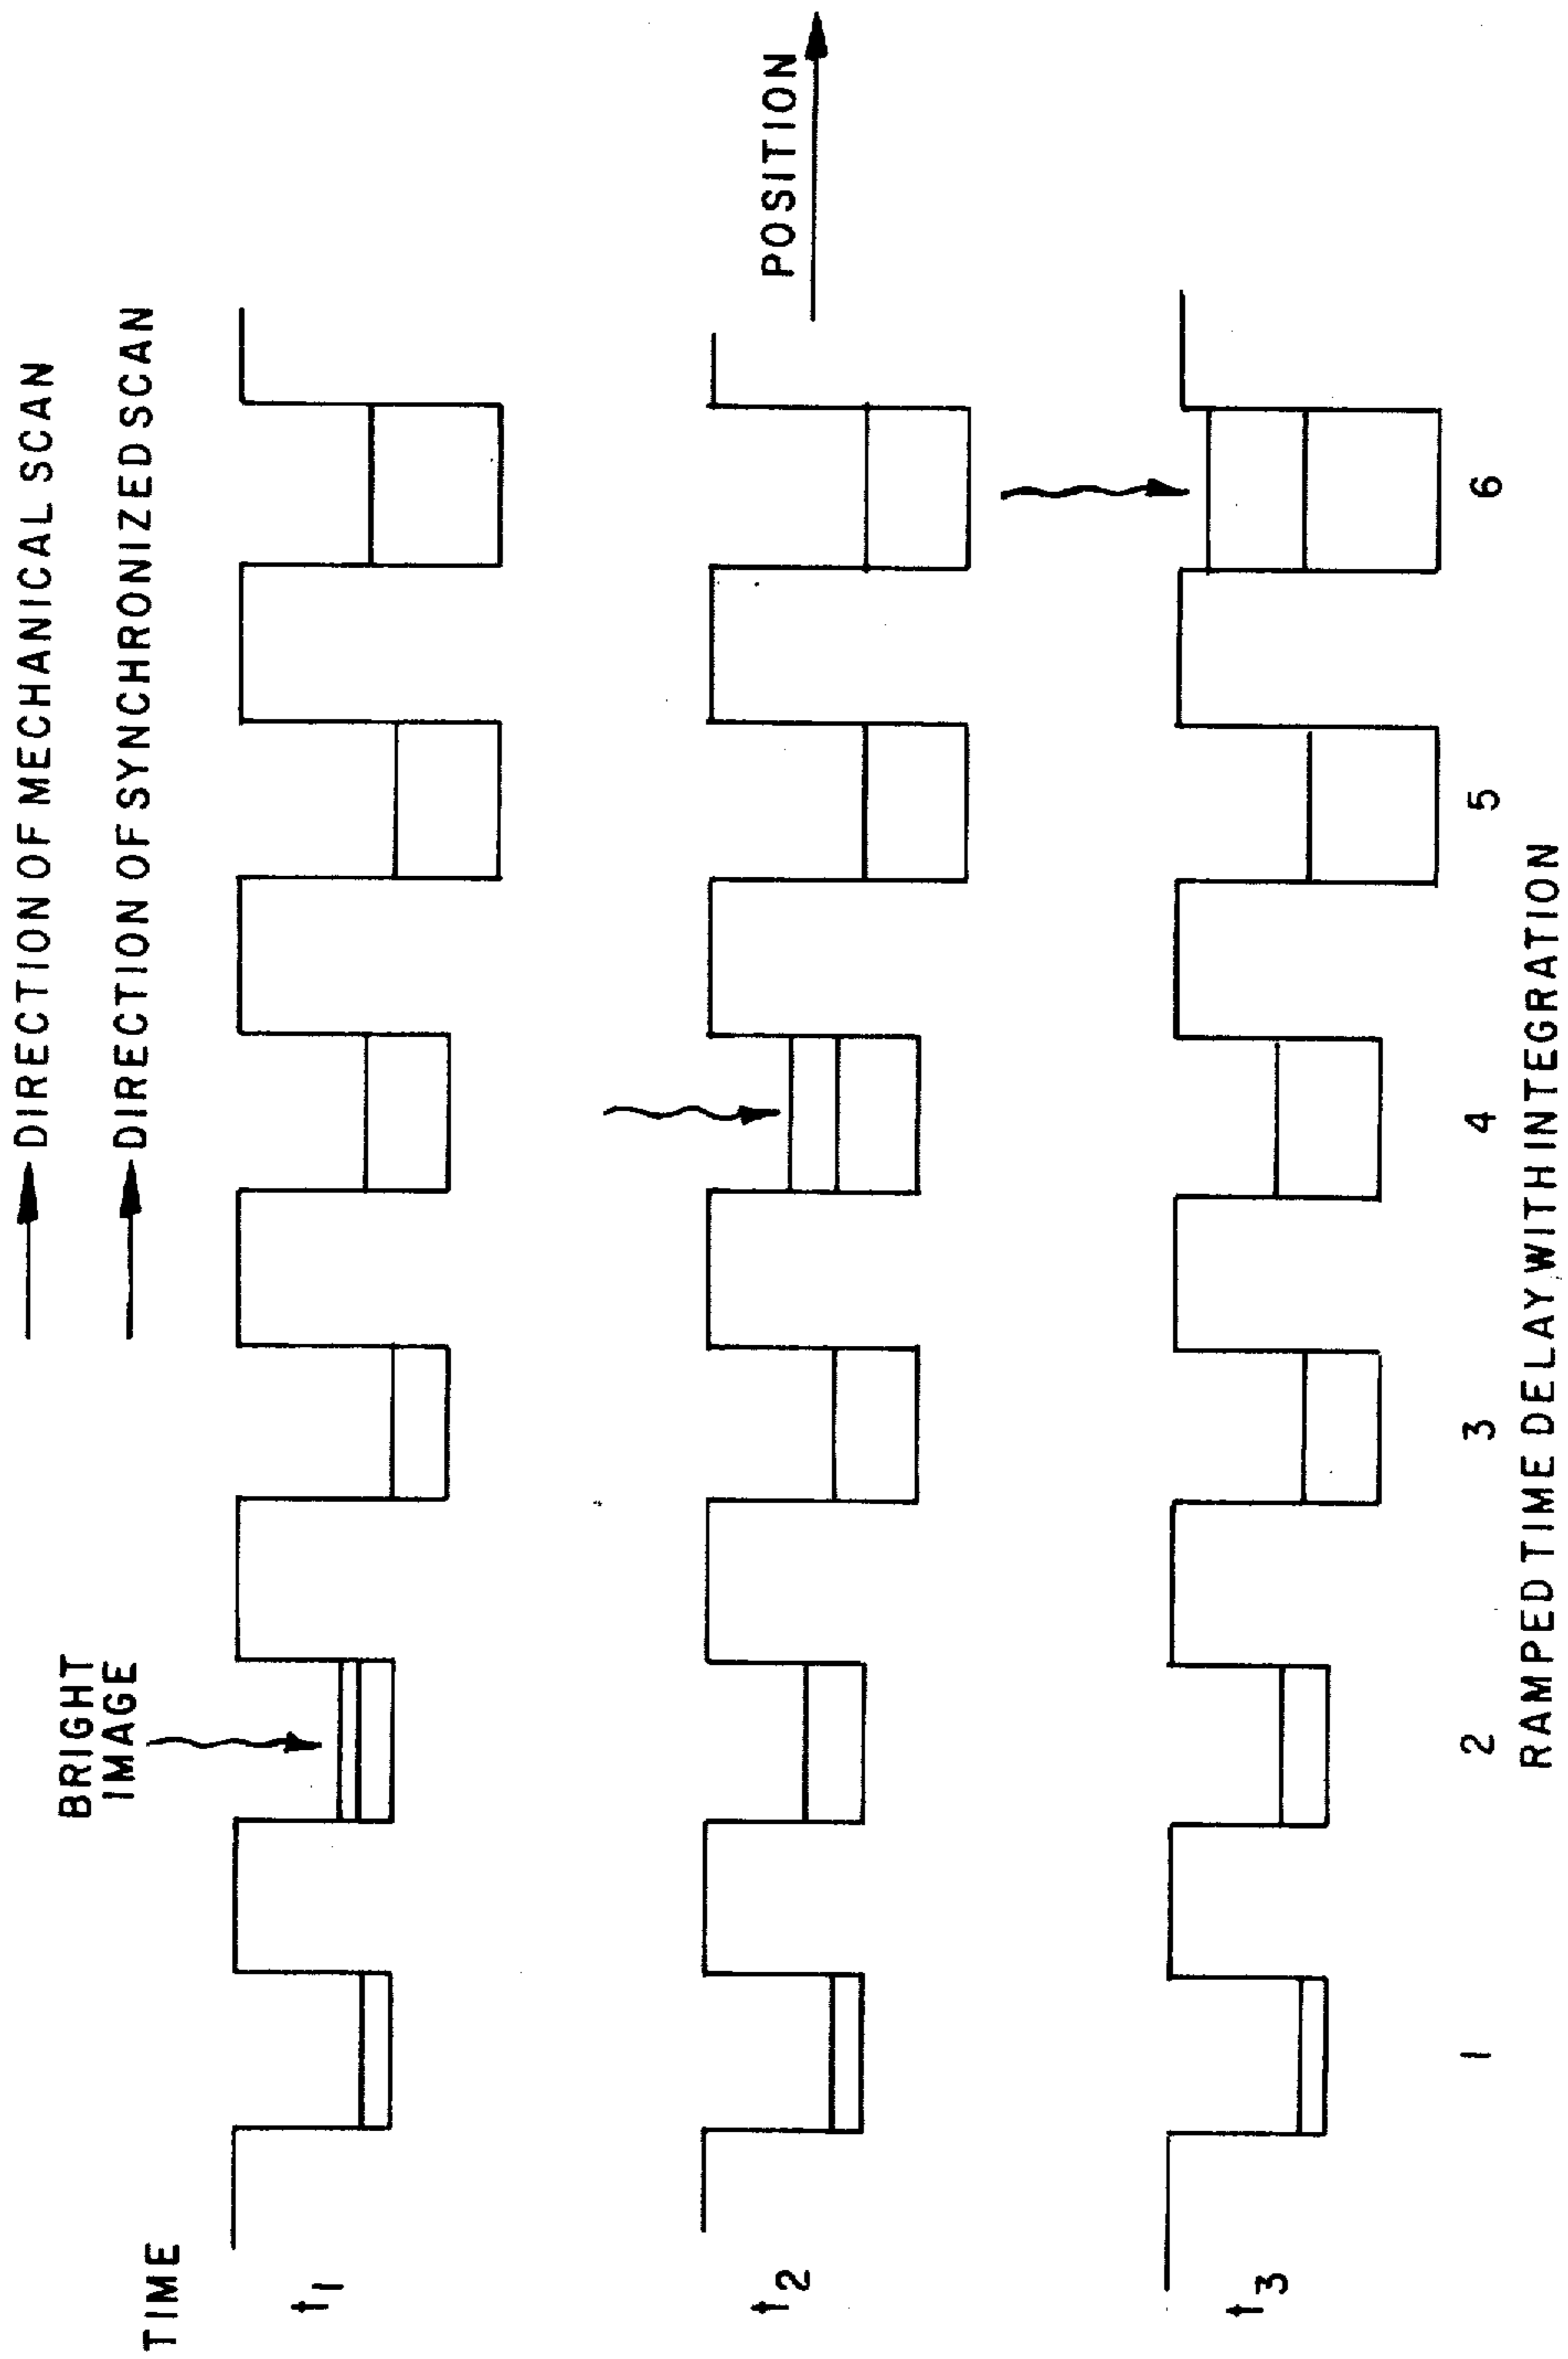 DIRECTION OF MECHANICAL SCAN
DIRECTION OF SYNCHRONIZED SCAN
BRIGHT
IMAGE
TIME
t1
t2
POSITION
t3
1 2 3 4 5 6
RAMPED TIME DELAY WITH INTEGRATION